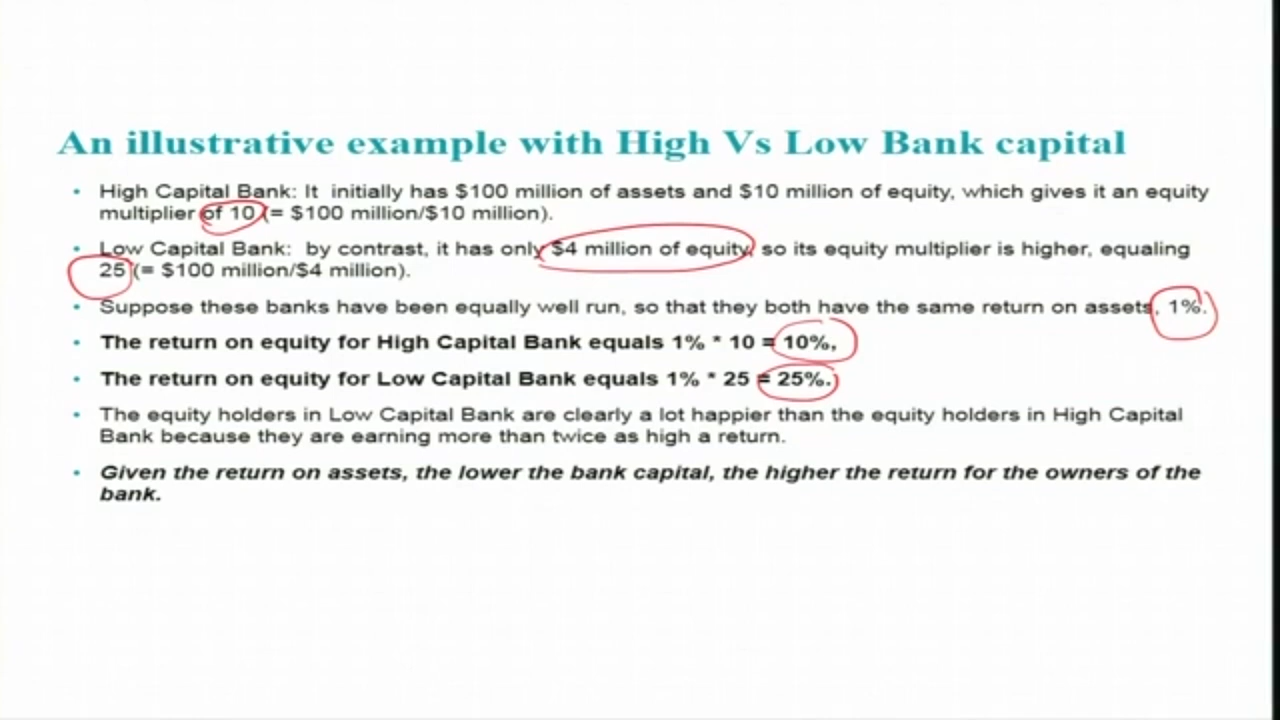 An illustrative example with High Vs Low Bank capital
• High Capital Bank: It initially has $100 million of assets and $10 million of equity, which gives it an equity
multiplier of 10 (= $100 million/$10 million).
• Low Capital Bank: by contrast, it has only $4 million of equity, so its equity multiplier is higher, equaling
25 (= $100 million/$4 million).
• Suppose these banks have been equally well run, so that they both have the same return on assets, 1%.
• The return on equity for High Capital Bank equals 1% * 10 = 10%,
• The return on equity for Low Capital Bank equals 1% * 25 = 25%.
• The equity holders in Low Capital Bank are clearly a lot happier than the equity holders in High Capital
Bank because they are earning more than twice as high a return.
• Given the return on assets, the lower the bank capital, the higher the return for the owners of the
bank.